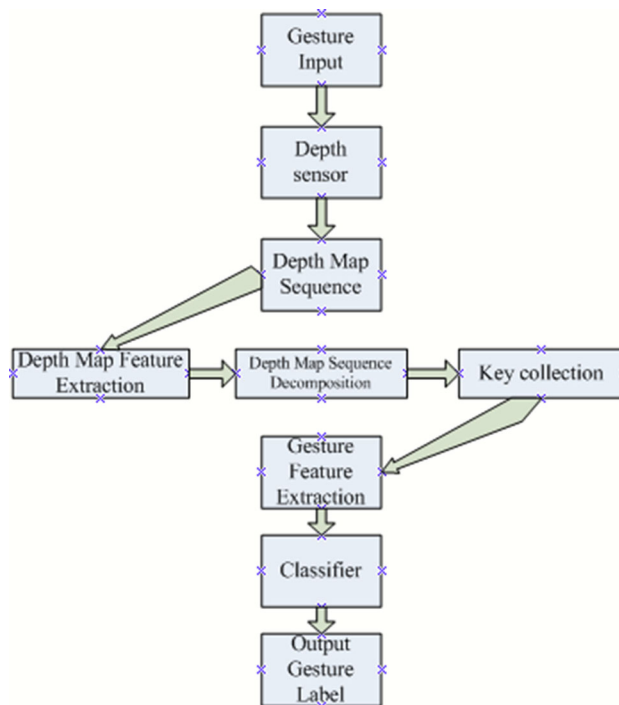 Gesture
Input
Depth
sensor
Depth Map
Sequence
Depth Map Feature
Extraction
Depth Map Sequence
Decomposition
Key collection
Gesture
Feature
Extraction
Classifier
Output
Gesture
Label